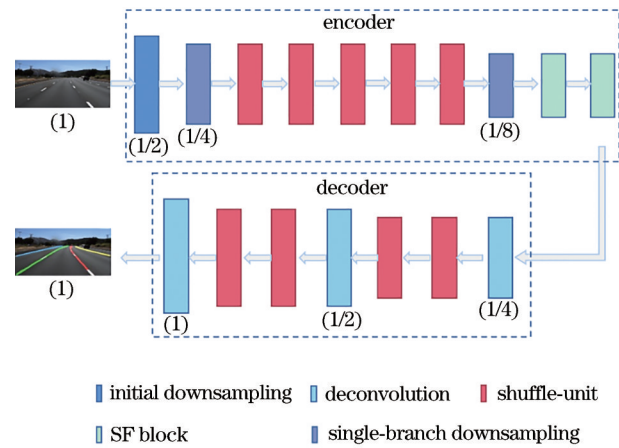 encoder
(1)
(1/2)
(1/4)
(1/8)
decoder
(1)
(1)
(1/2)
(1/4)
initial downsampling
deconvolution
shuffle-unit
SF block
single-branch downsampling